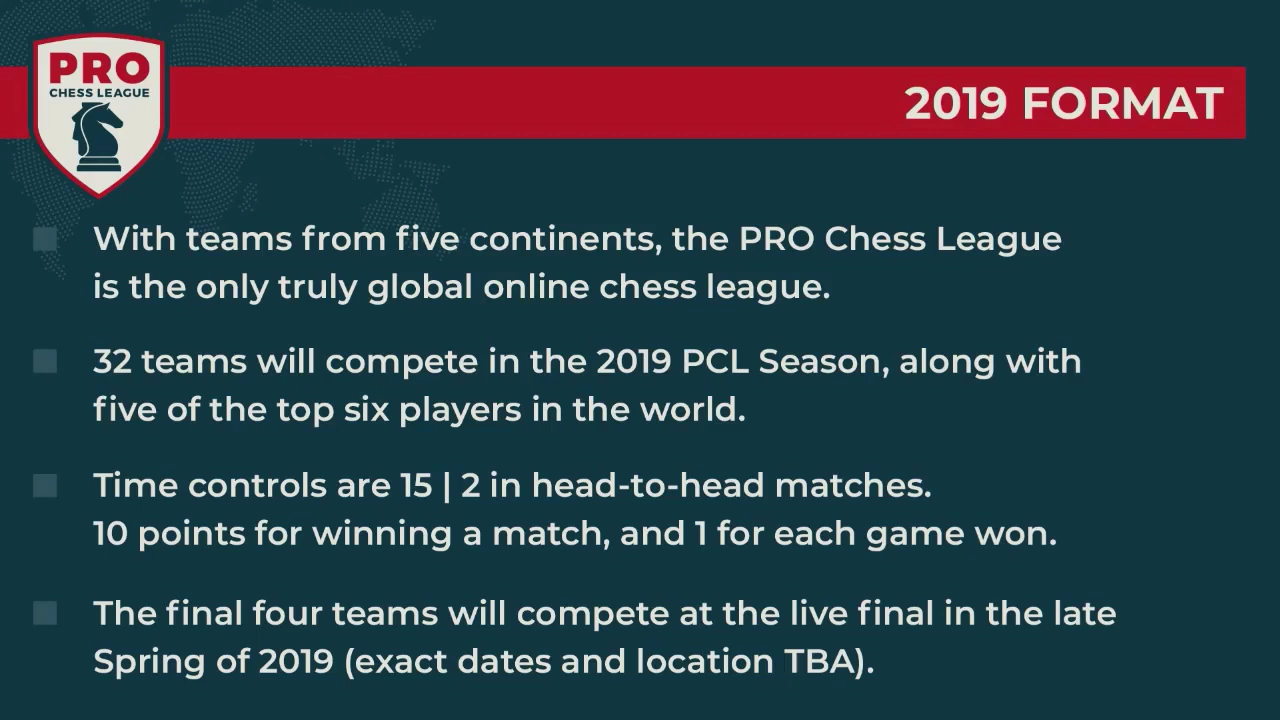 PRO
CHESS LEAGUE
2019 FORMAT
With teams from five continents, the PRO Chess League
is the only truly global online chess league.
32 teams will compete in the 2019 PCL Season, along with
five of the top six players in the world.
Time controls are 15 | 2 in head-to-head matches.
10 points for winning a match, and 1 for each game won.
The final four teams will compete at the live final in the late
Spring of 2019 (exact dates and location TBA).